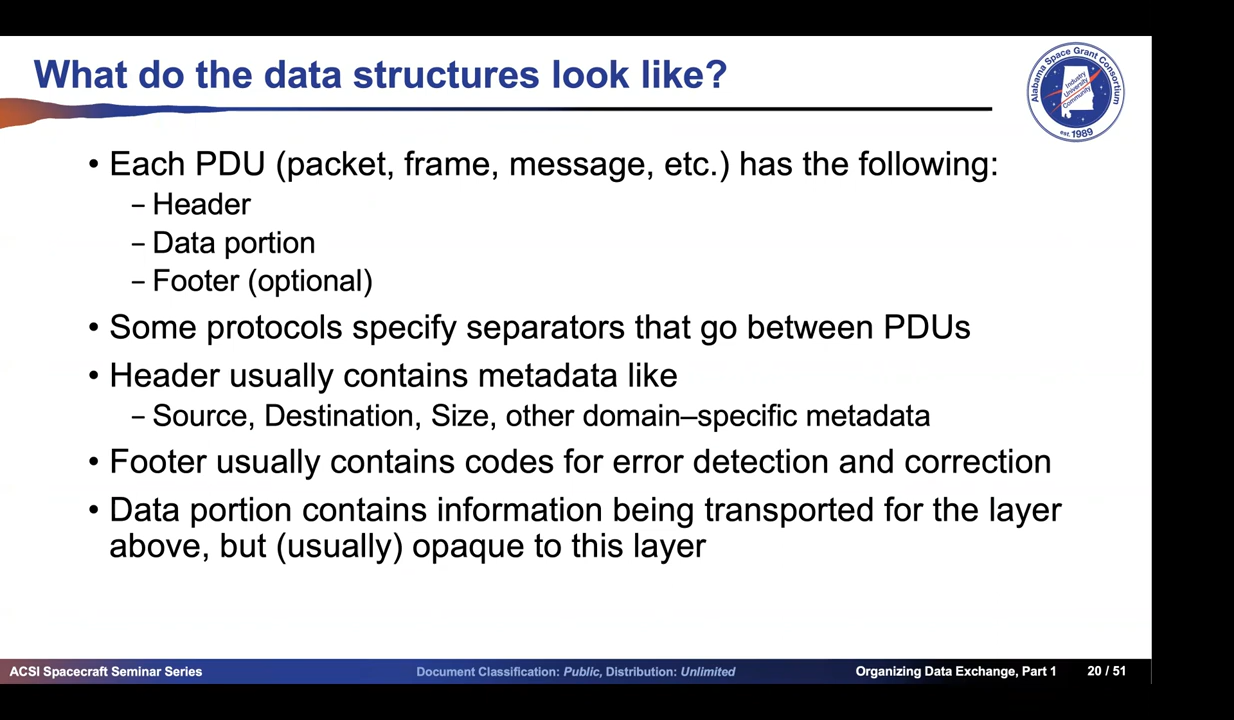 What do the data structures look like?
Alabama Space Grant Consortium
Industry
University
Community
est. 1989
• Each PDU (packet, frame, message, etc.) has the following:
– Header
– Data portion
– Footer (optional)
• Some protocols specify separators that go between PDUs
• Header usually contains metadata like
– Source, Destination, Size, other domain–specific metadata
• Footer usually contains codes for error detection and correction
• Data portion contains information being transported for the layer
above, but (usually) opaque to this layer
ACSI Spacecraft Seminar Series
Document Classification: Public, Distribution: Unlimited
Organizing Data Exchange, Part 1
20 / 51